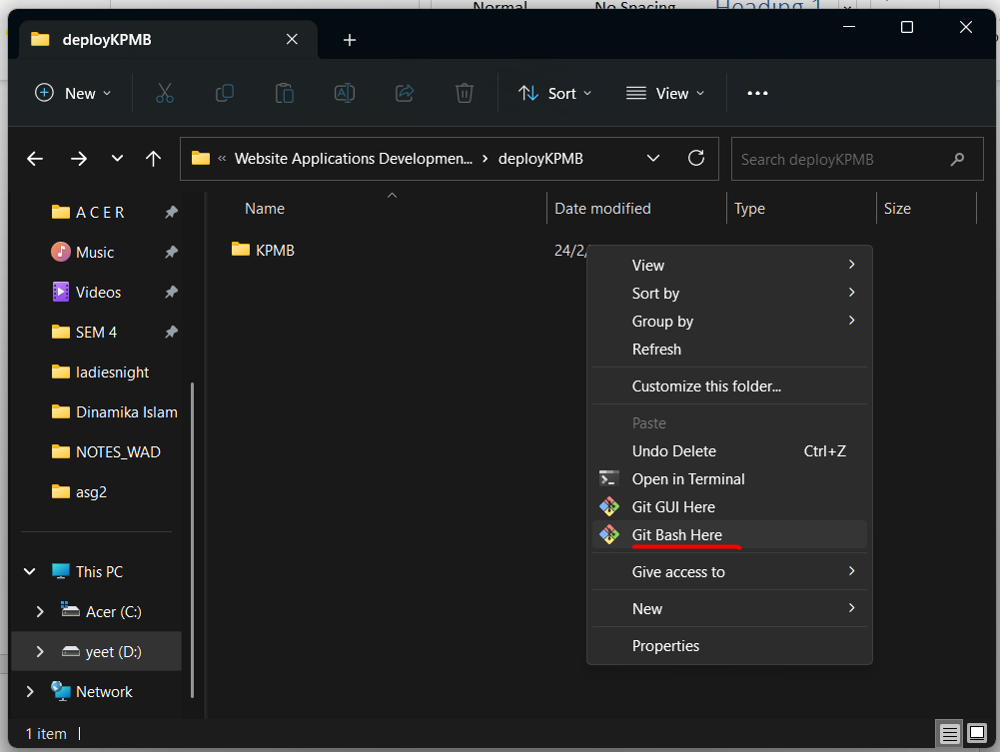 Normal
No Spacing
Heading 1
deployKPMB
New
Sort
View
Website Applications Developmen...
deployKPMB
Search deployKPMB
Name
Date modified
Type
Size
A C E R
Music
Videos
SEM 4
ladiesnight
Dinamika Islam
NOTES_WAD
asg2
This PC
Acer (C:)
yeet (D:)
Network
KPMB
24/2/
View
Sort by
Group by
Refresh
Customize this folder...
Paste
Undo Delete Ctrl+Z
Open in Terminal
Git GUI Here
Git Bash Here
Give access to
New
Properties
1 item